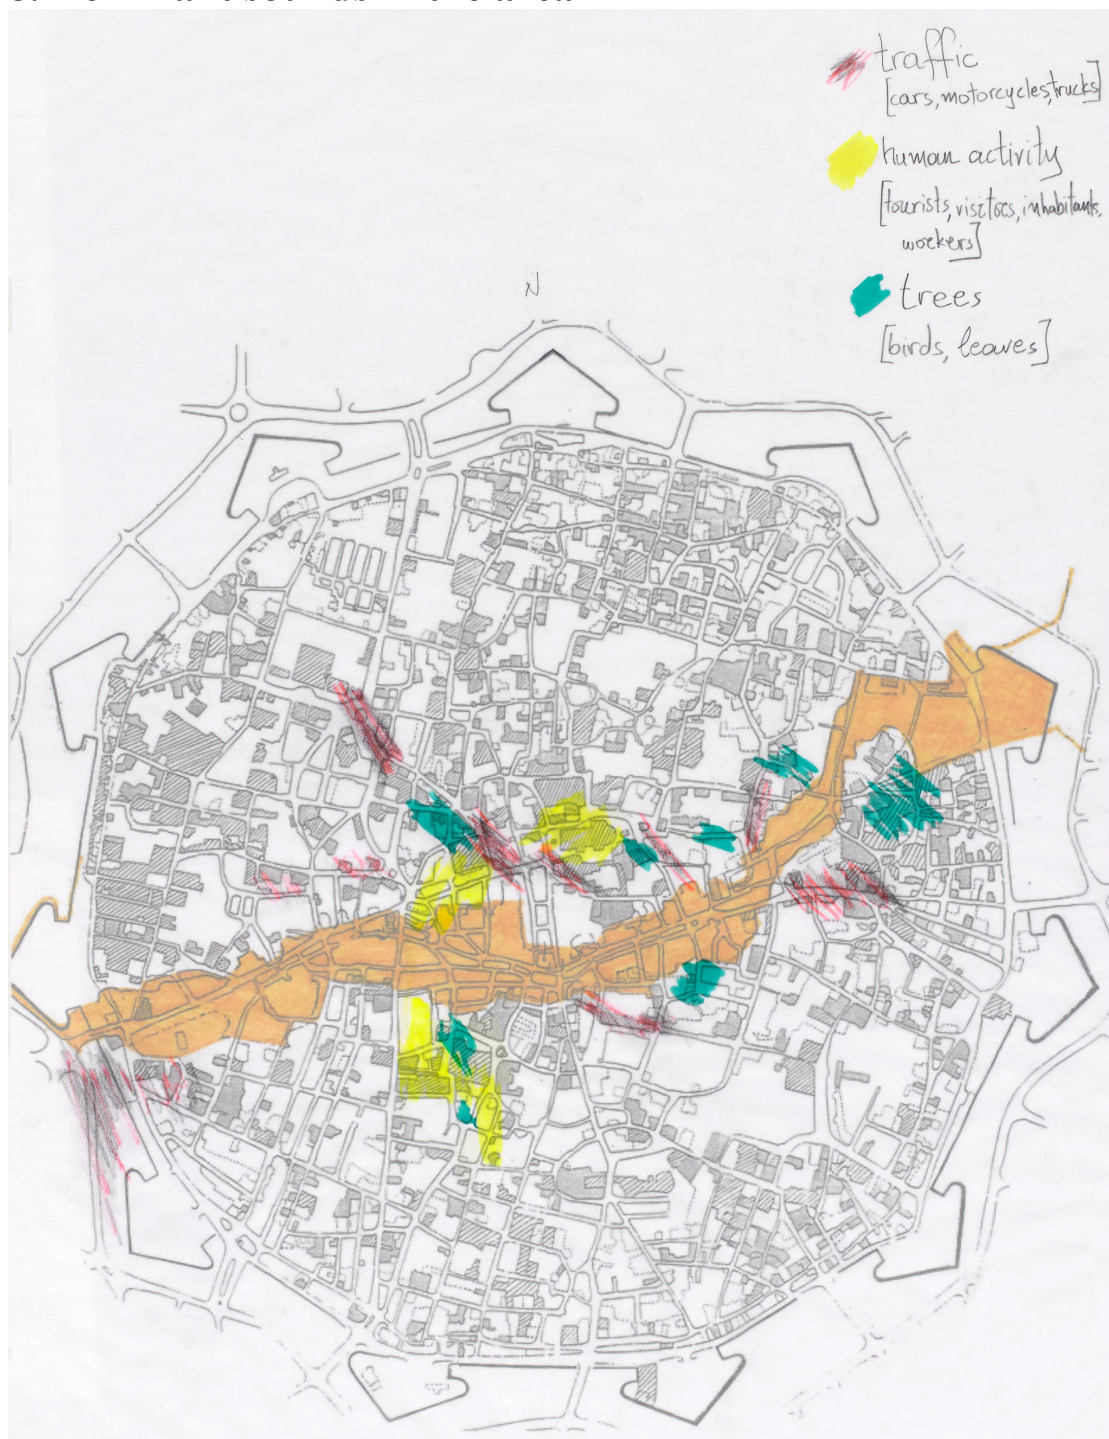 traffic
[cars, motorcycles, trucks]
human activity
[tourists, visitors, inhabitants,
workers]
trees
[birds, leaves]
N